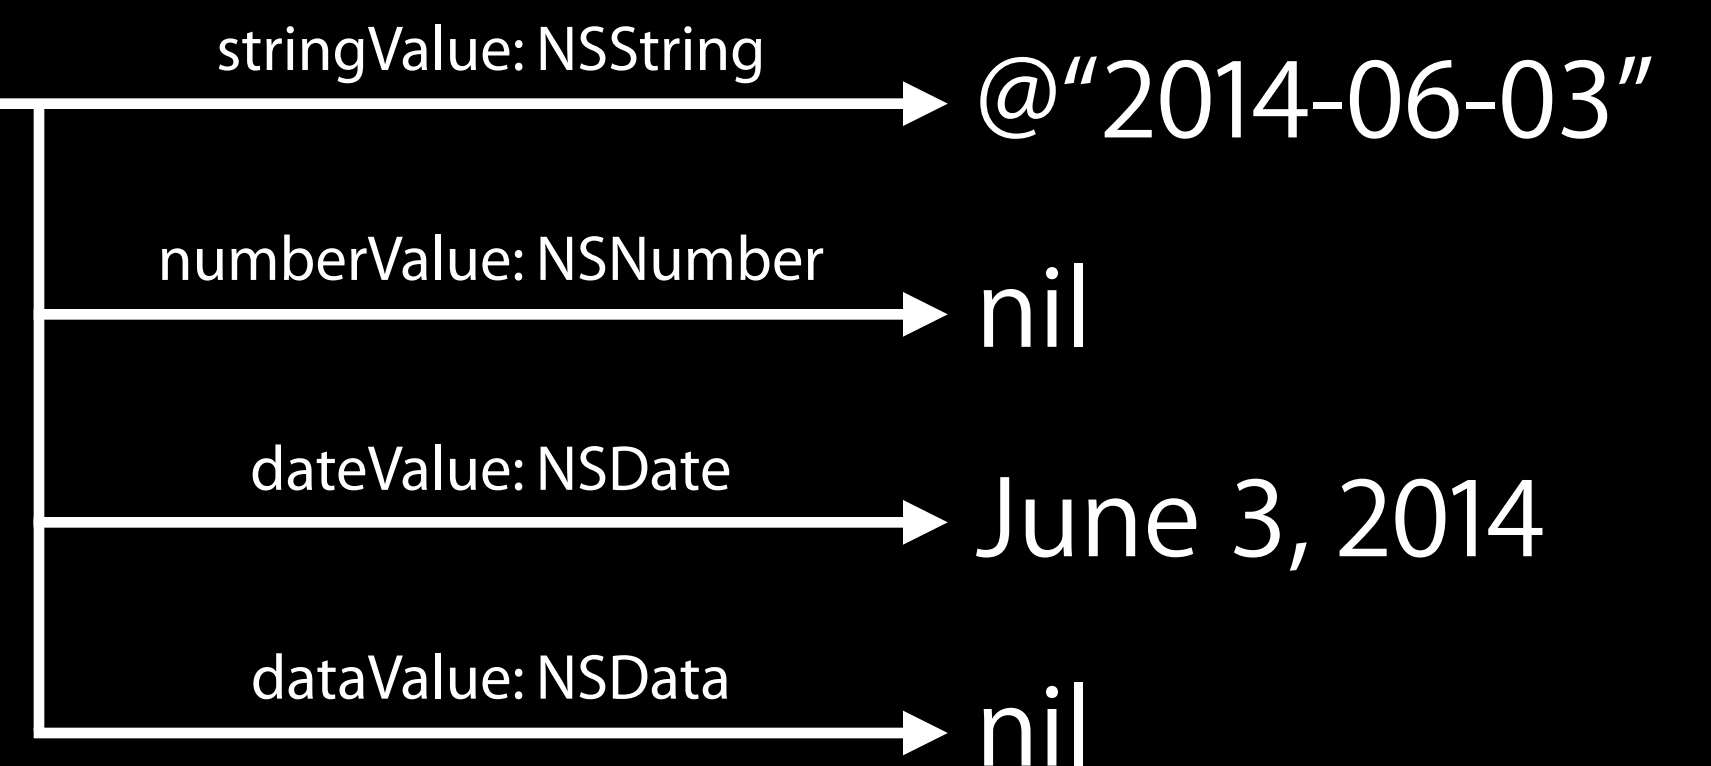 stringValue: NSString
@“2014-06-03”
numberValue: NSNumber
nil
dateValue: NSDate
June 3, 2014
dataValue: NSData
nil